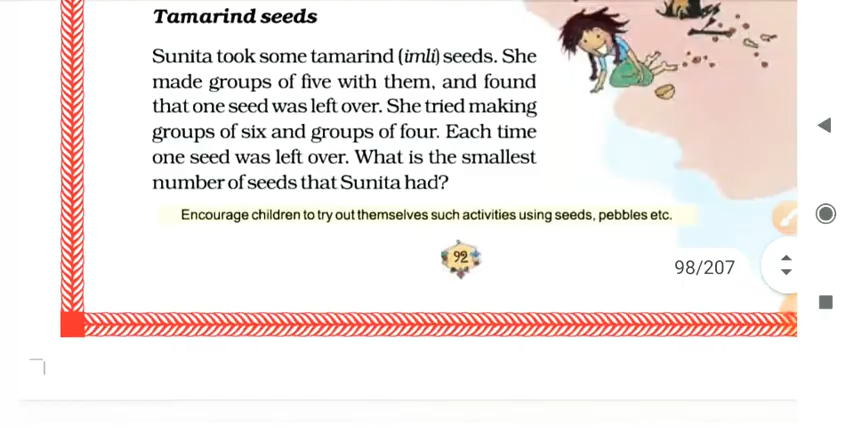 Tamarind seeds
Sunita took some tamarind (imli) seeds. She
made groups of five with them, and found
that one seed was left over. She tried making
groups of six and groups of four. Each time
one seed was left over. What is the smallest
number of seeds that Sunita had?
Encourage children to try out themselves such activities using seeds, pebbles etc.
92
98/207